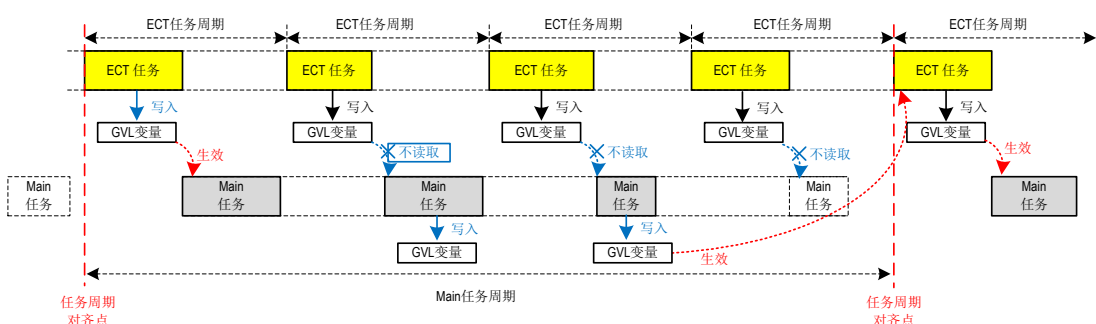 ECT任务周期
ECT任务周期
ECT任务周期
ECT任务周期
ECT任务周期
ECT 任务
ECT 任务
ECT 任务
ECT 任务
ECT 任务
写入
写入
写入
写入
写入
GVL变量
GVL变量
GVL变量
GVL变量
GVL变量
生效
不读取
不读取
不读取
生效
Main
任务
Main
任务
Main
任务
Main
任务
Main
任务
Main
任务
写入
写入
GVL变量
GVL变量
生效
Main任务周期
任务周期
对齐点
任务周期
对齐点